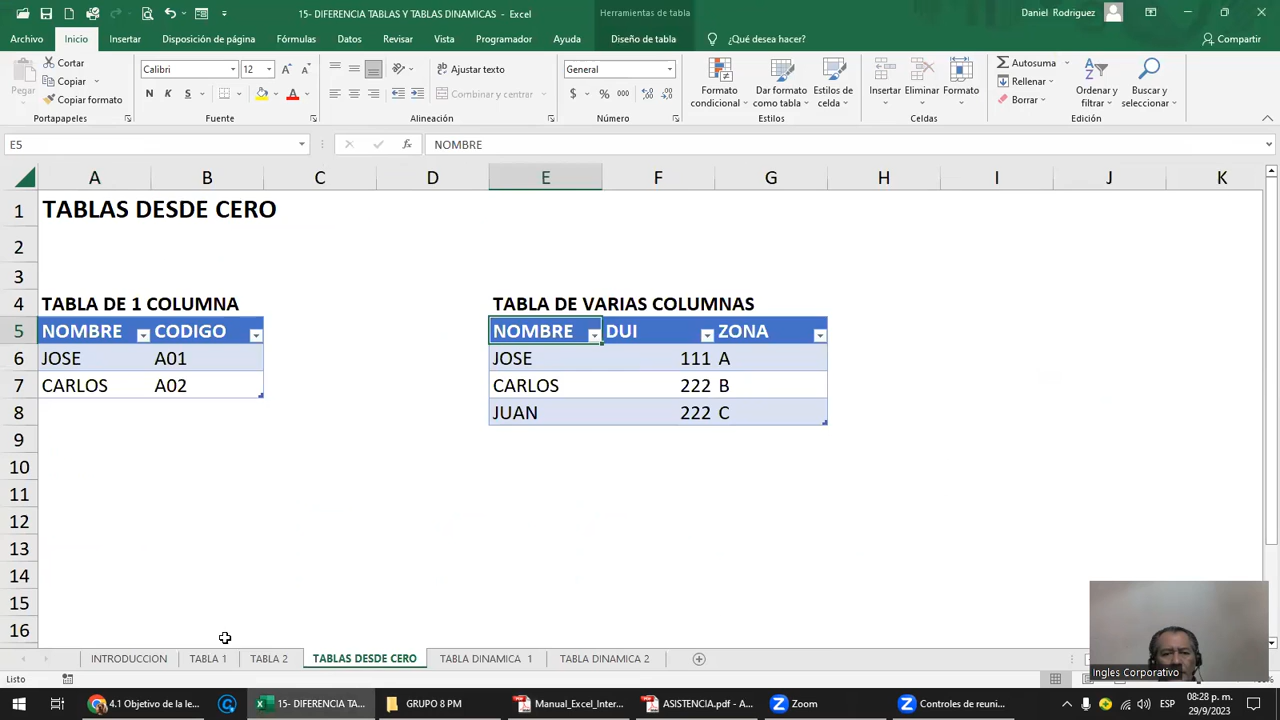 15- DIFERENCIA TABLAS Y TABLAS DINAMICAS - Excel
Herramientas de tabla
Daniel Rodriguez
Archivo Inicio Insertar Disposición de página Fórmulas Datos Revisar Vista Programador Ayuda Diseño de tabla ¿Qué desea hacer? Compartir
Pegar
Cortar
Copiar
Copiar formato
Portapapeles
Calibri 12
N K S
Fuente
Ajustar texto
Combinar y centrar
Alineación
General
$ % 000
Número
Formato condicional
Dar formato como tabla
Estilos de celda
Estilos
Insertar Eliminar Formato
Celdas
Autosuma
Rellenar
Borrar
Ordenar y filtrar
Buscar y seleccionar
Edición
E5 fx NOMBRE
A B C D E F G H I J K
1 TABLAS DESDE CERO
2
3
4 TABLA DE 1 COLUMNA TABLA DE VARIAS COLUMNAS
5 NOMBRE CODIGO NOMBRE DUI ZONA
6 JOSE A01 JOSE 111 A
7 CARLOS A02 CARLOS 222 B
8 JUAN 222 C
9
10
11
12
13
14
15
16
Ingles Corporativo
INTRODUCCION TABLA 1 TABLA 2 TABLAS DESDE CERO TABLA DINAMICA 1 TABLA DINAMICA 2
Listo
4.1 Objetivo de la le... 15- DIFERENCIA TA... GRUPO 8 PM Manual_Excel_Inter... ASISTENCIA.pdf - A... Zoom Controles de reuni... ESP
08:28 p. m.
29/9/2023